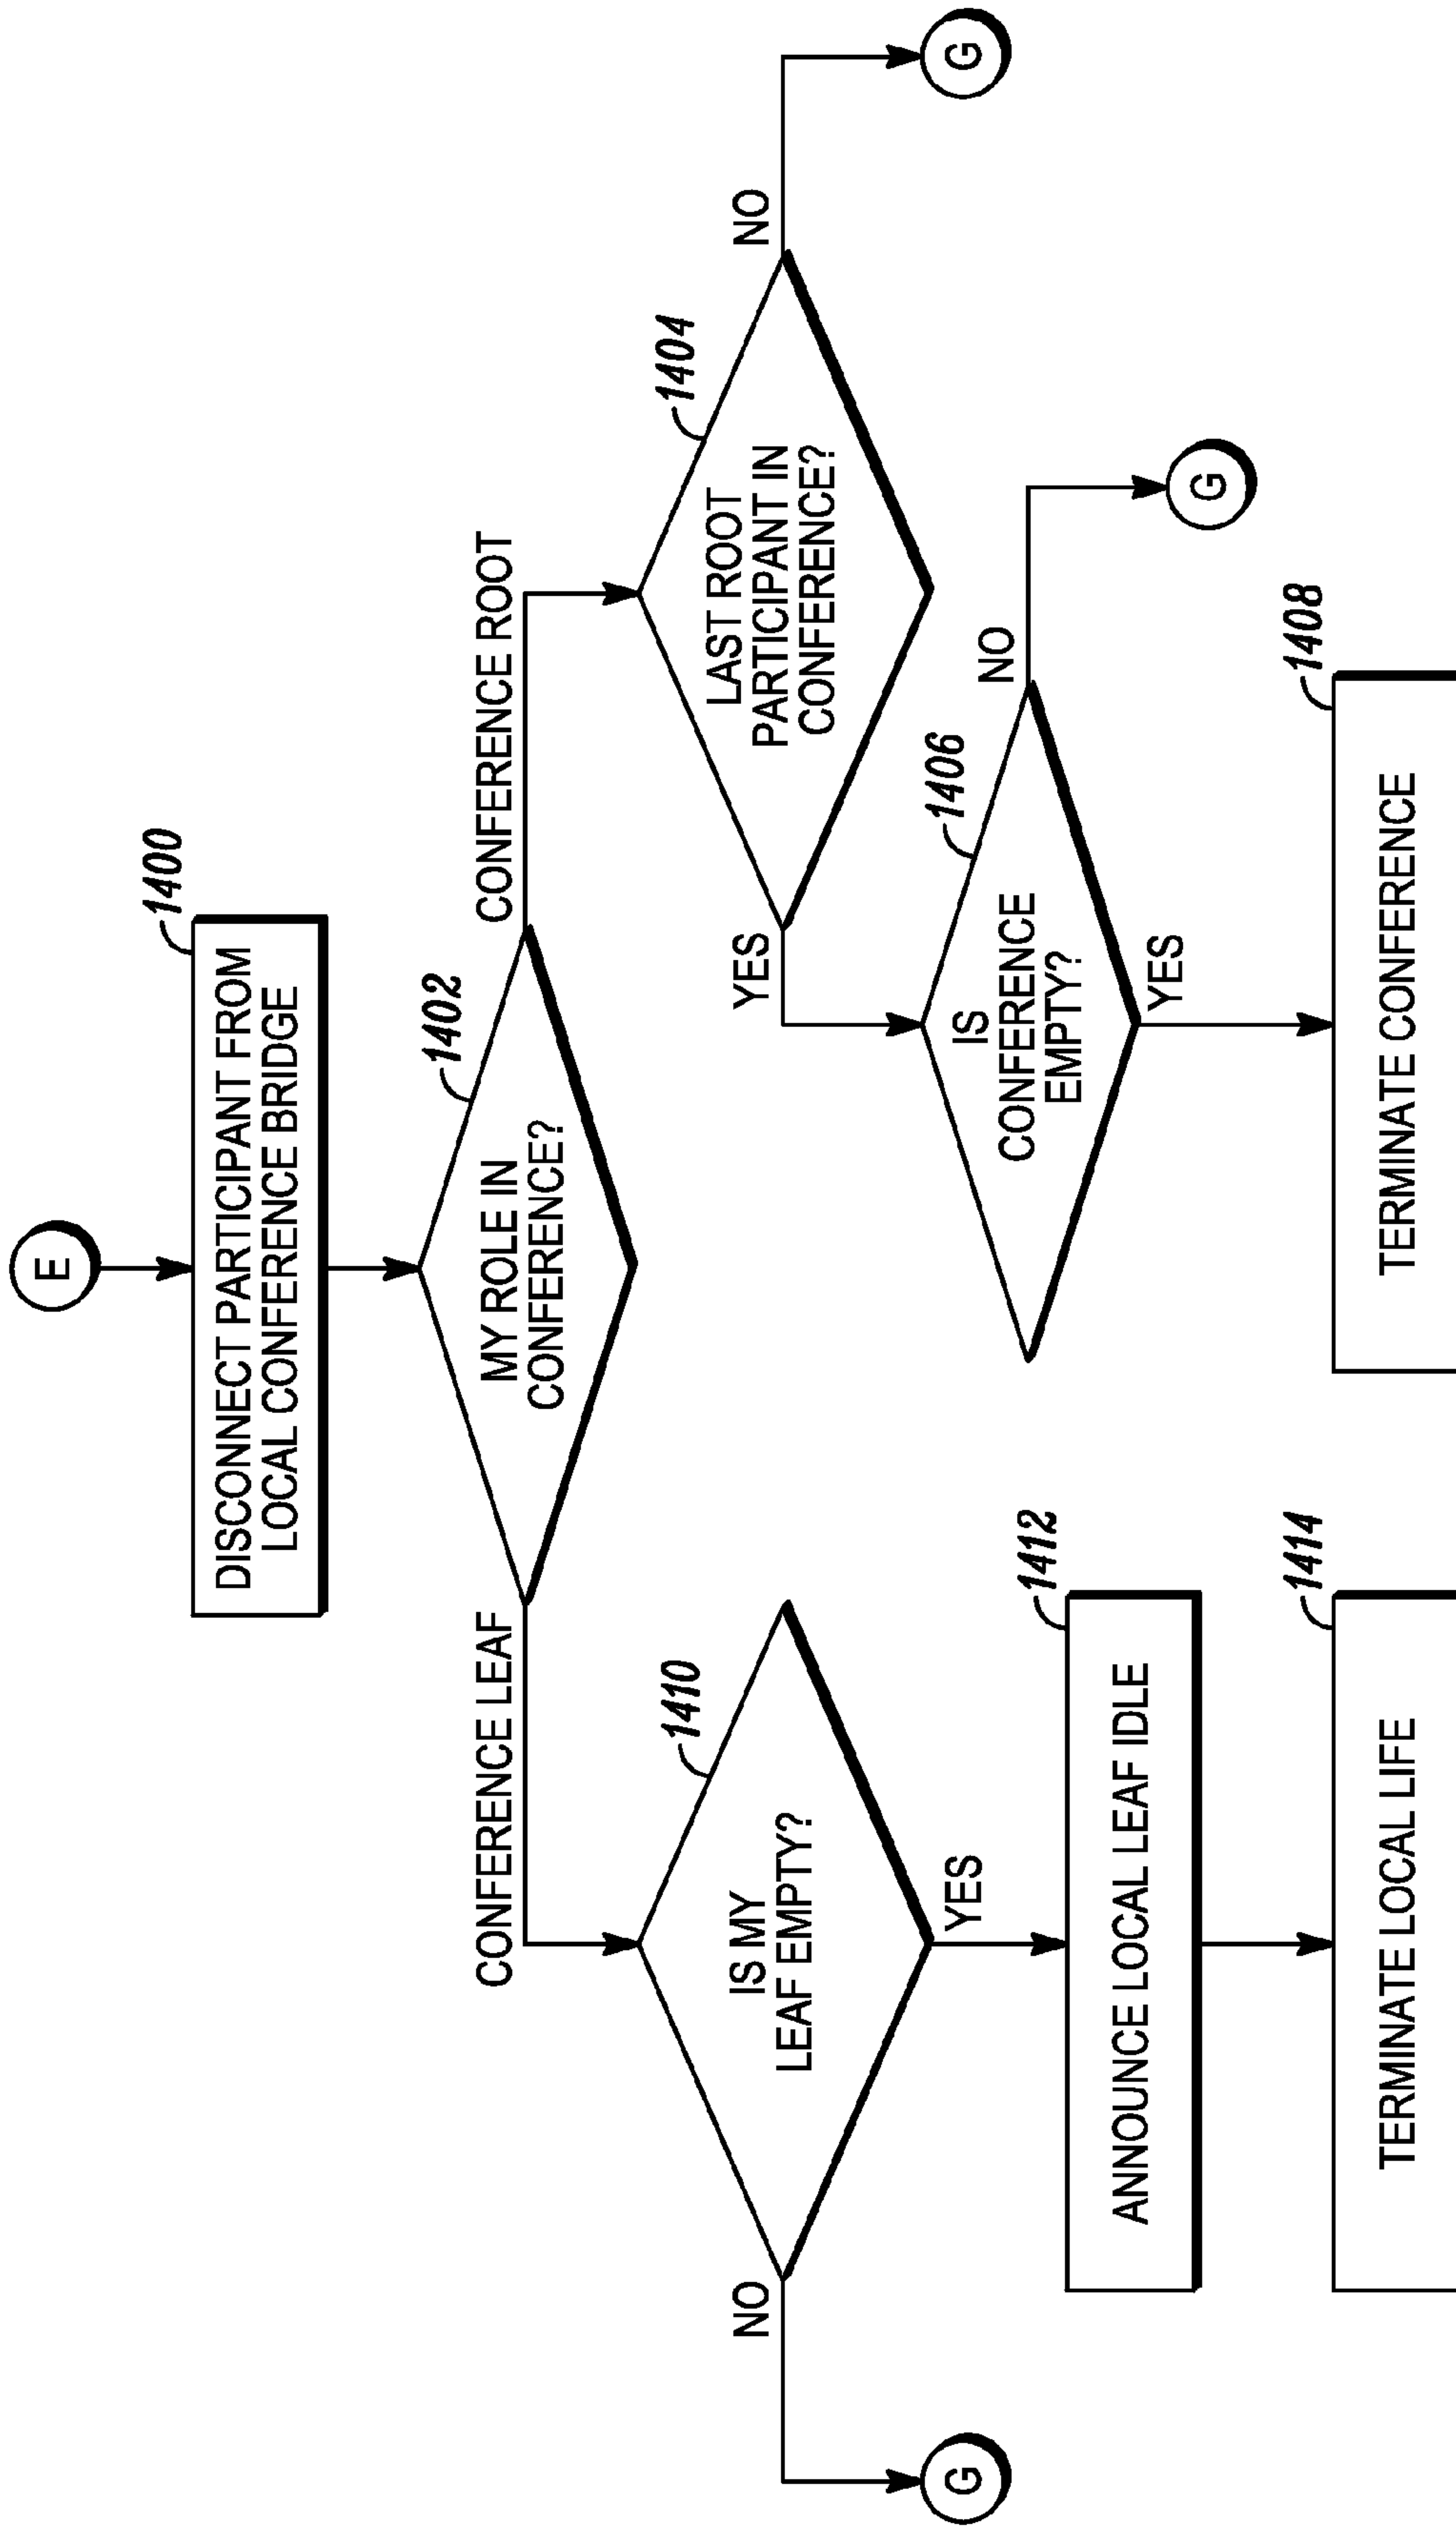 E
1400
DISCONNECT PARTICIPANT FROM
LOCAL CONFERENCE BRIDGE
1402
MY ROLE IN
CONFERENCE?
CONFERENCE LEAF
CONFERENCE ROOT
1410
IS MY
LEAF EMPTY?
NO
YES
G
1404
LAST ROOT
PARTICIPANT IN
CONFERENCE?
YES
NO
G
1406
IS
CONFERENCE
EMPTY?
NO
YES
G
1412
ANNOUNCE LOCAL LEAF IDLE
1414
TERMINATE LOCAL LIFE
1408
TERMINATE CONFERENCE